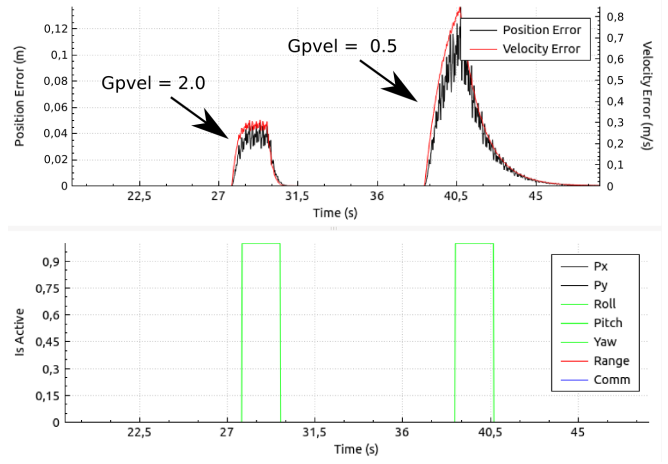 0,12
0,1
0,08
0,06
0,04
0,02
0
Position Error (m)
Gpvel = 2.0
Gpvel = 0.5
Position Error
Velocity Error
0,8
0,7
0,6
0,5
0,4
0,3
0,2
0,1
0
Velocity Error (m/s)
22,5 27 31,5 36 40,5 45
Time (s)
0,9
0,75
0,6
0,45
0,3
0,15
0
Is Active
Px
Py
Roll
Pitch
Yaw
Range
Comm
22,5 27 31,5 36 40,5 45
Time (s)